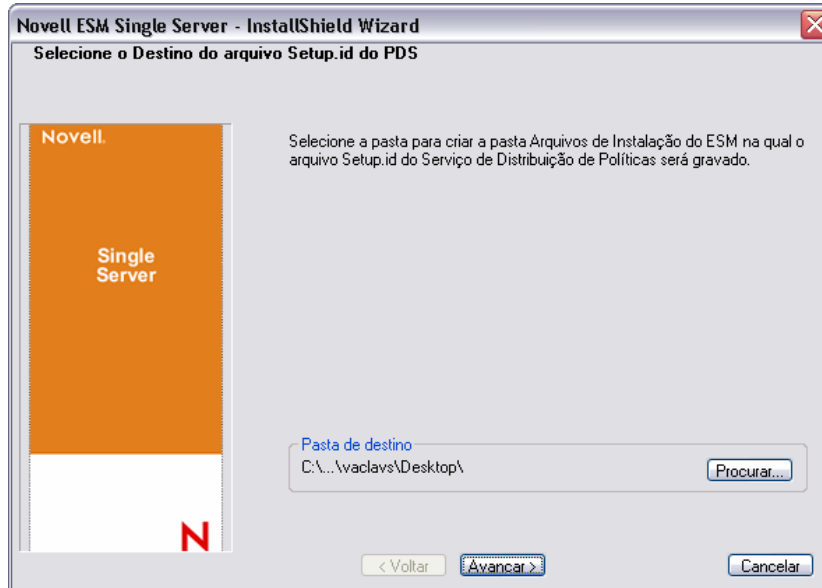 Novell ESM Single Server - InstallShield Wizard
Selecione o Destino do arquivo Setup.id do PDS
Novell.
Single
Server
N
Selecione a pasta para criar a pasta Arquivos de Instalação do ESM na qual o
arquivo Setup.id do Serviço de Distribuição de Políticas será gravado.
Pasta de destino
C:\...\vaclavs\Desktop\
Procurar...
< Voltar
Avançar >
Cancelar